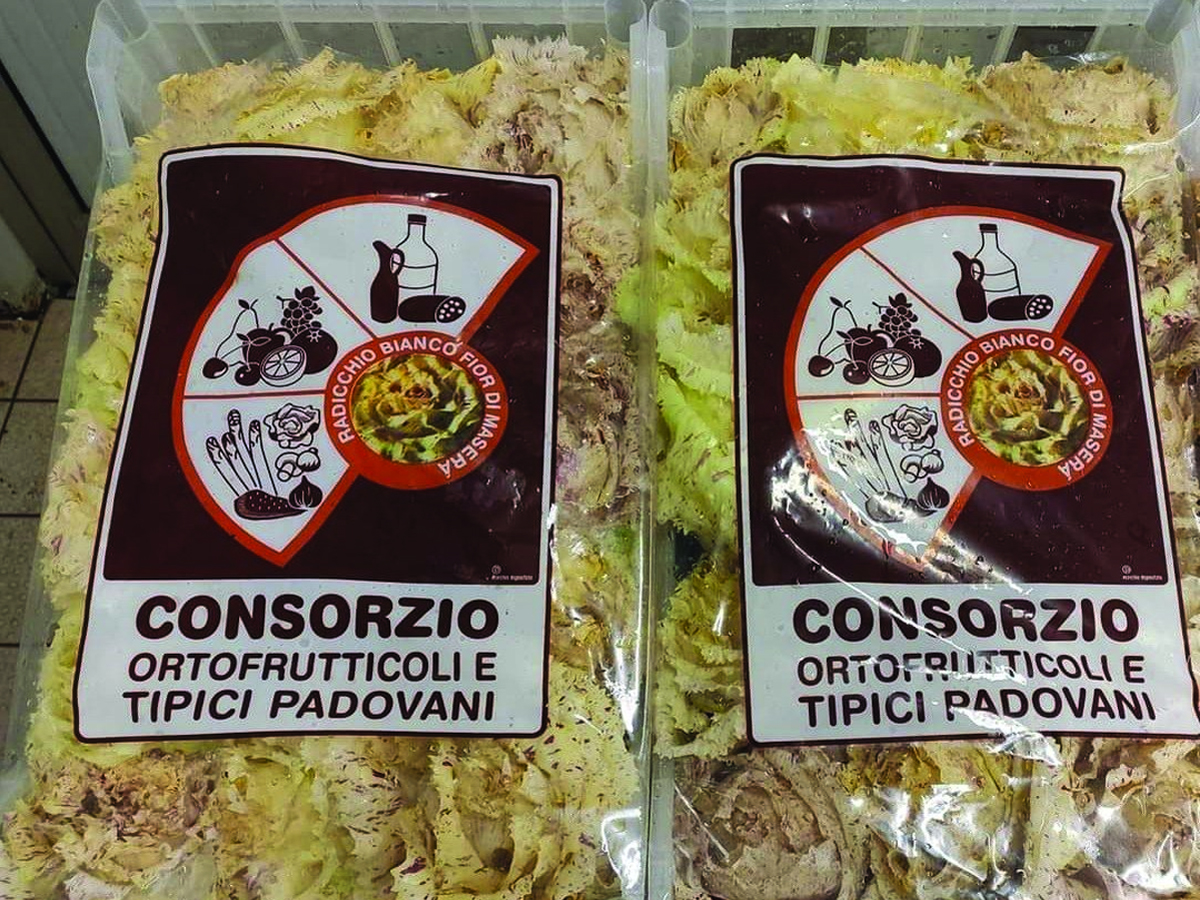 RADICCHIO BIANCO FIOR DI MASERÀ
CONSORZIO
ORTOFRUTTICOLI E
TIPICI PADOVANI
RADICCHIO BIANCO FIOR DI MASERÀ
CONSORZIO
ORTOFRUTTICOLI E
TIPICI PADOVANI